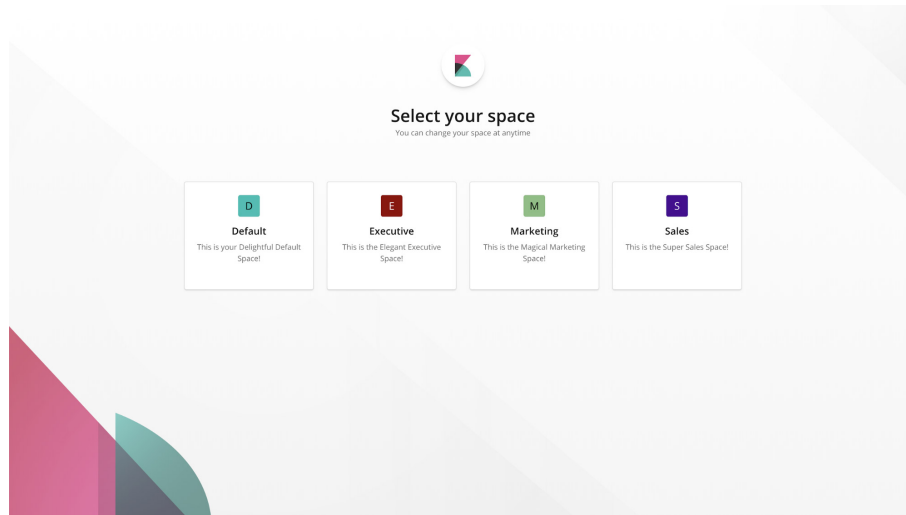 Select your space
You can change your space at anytime
D
Default
This is your Delightful Default
Space!
E
Executive
This is the Elegant Executive
Space!
M
Marketing
This is the Magical Marketing
Space!
S
Sales
This is the Super Sales Space!